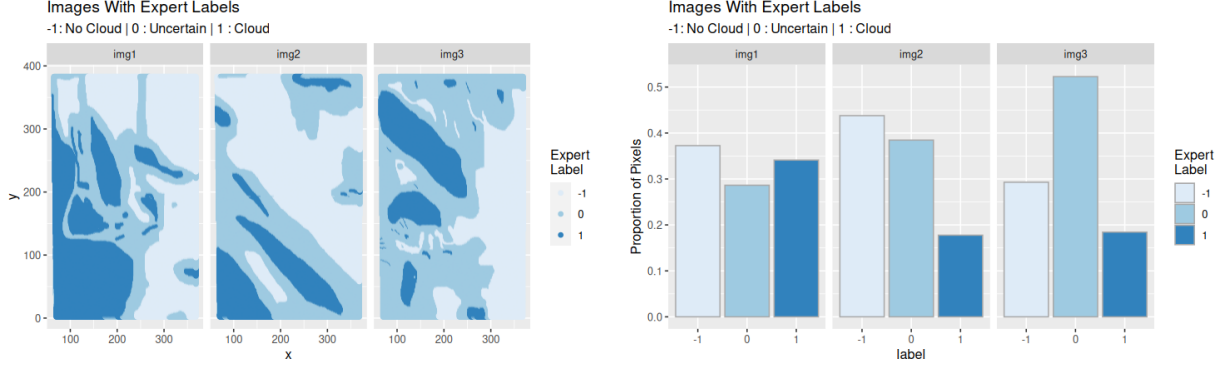 Images With Expert Labels
-1: No Cloud | 0 : Uncertain | 1 : Cloud
img1 img2 img3
400
300
200
100
0
y
100 200 300 100 200 300 100 200 300
x
Expert
Label
-1
0
1
Images With Expert Labels
-1: No Cloud | 0 : Uncertain | 1 : Cloud
img1 img2 img3
0.5
0.4
0.3
0.2
0.1
0.0
Proportion of Pixels
-1 0 1 -1 0 1 -1 0 1
label
Expert
Label
-1
0
1